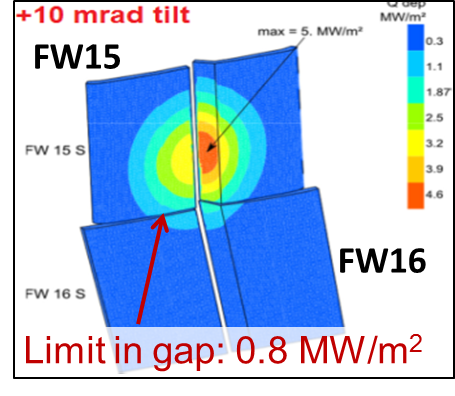 +10 mrad tilt
Q dep
MW/m²
max = 5. MW/m²
FW15
0.3
1.1
1.87
2.5
3.2
3.9
4.6
FW 15 S
FW16
FW 16 S
Limit in gap: 0.8 MW/m²